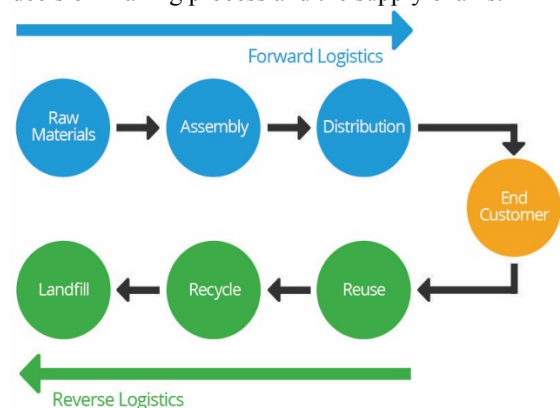 Forward Logistics
Raw
Materials
Assembly
Distribution
End
Customer
Landfill
Recycle
Reuse
Reverse Logistics